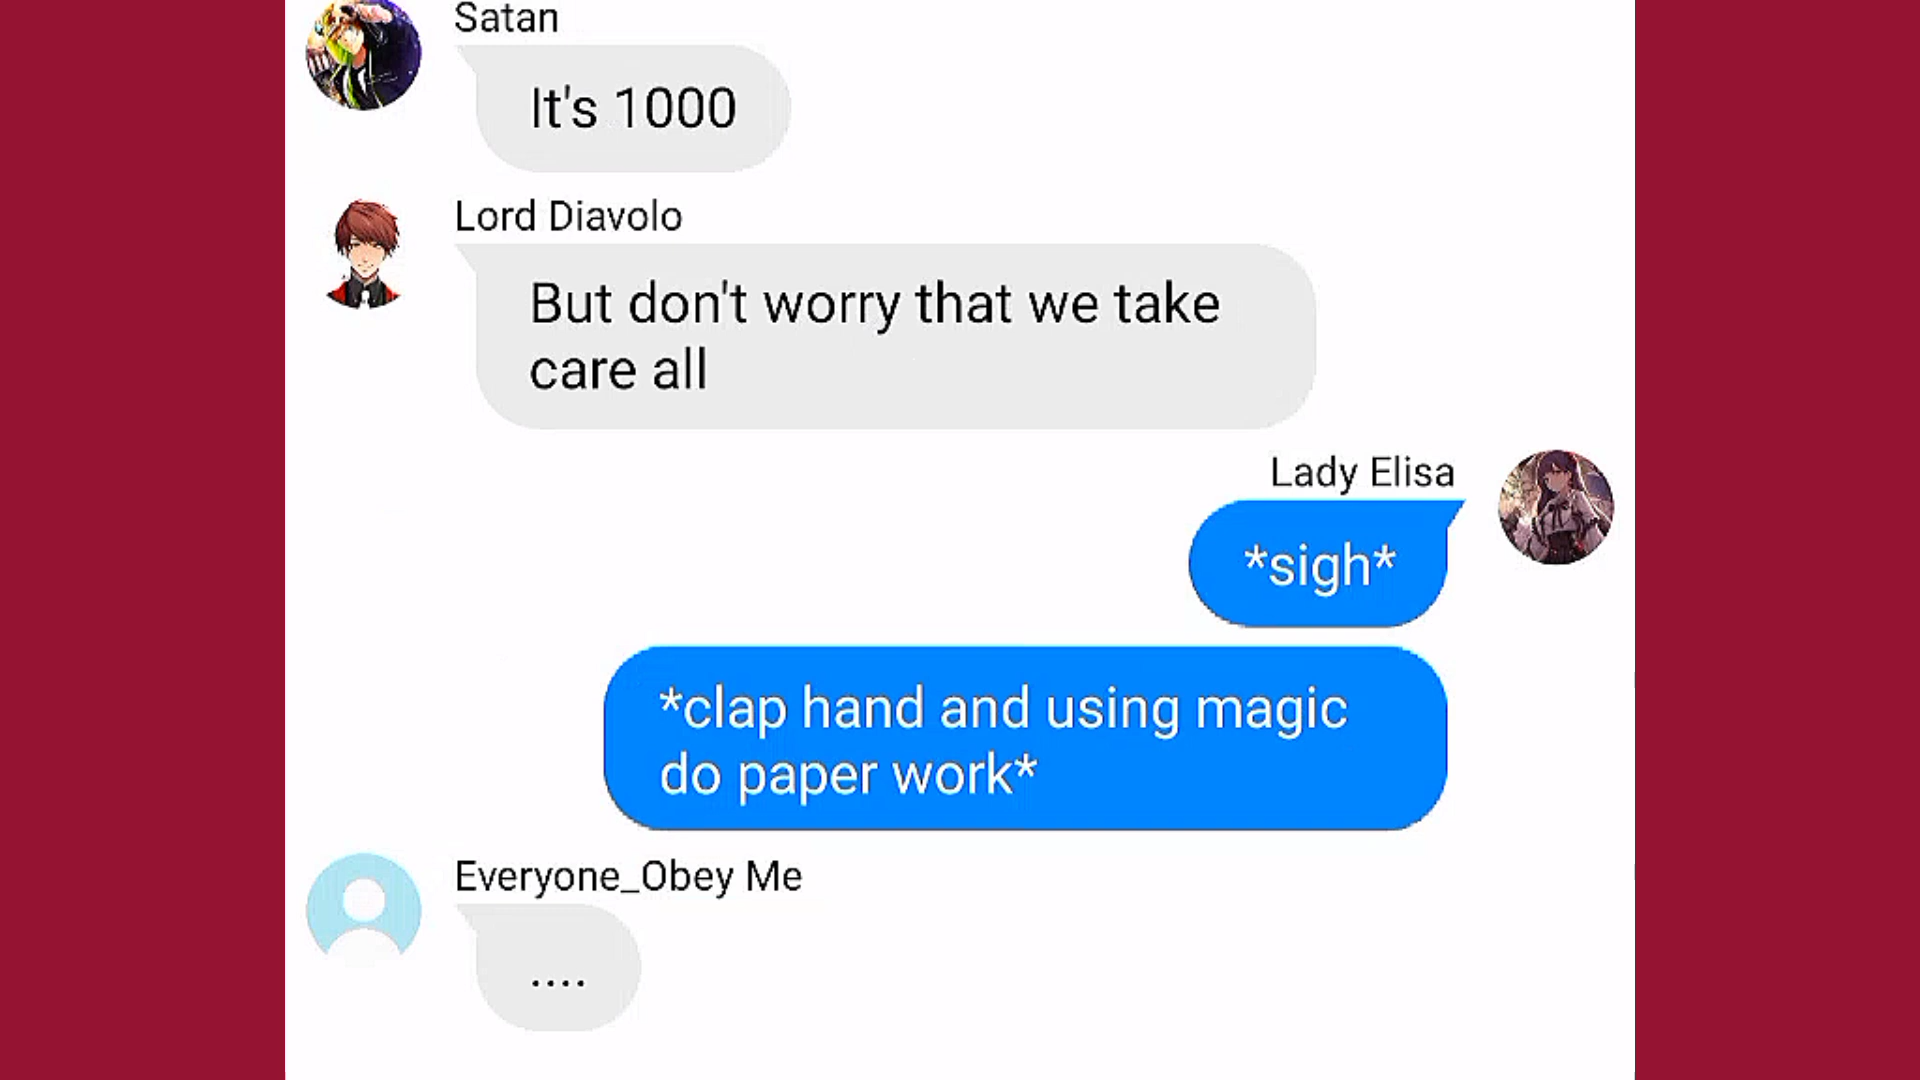 Satan
It's 1000
Lord Diavolo
But don't worry that we take
care all
Lady Elisa
*sigh*
*clap hand and using magic
do paper work*
Everyone_Obey Me
....